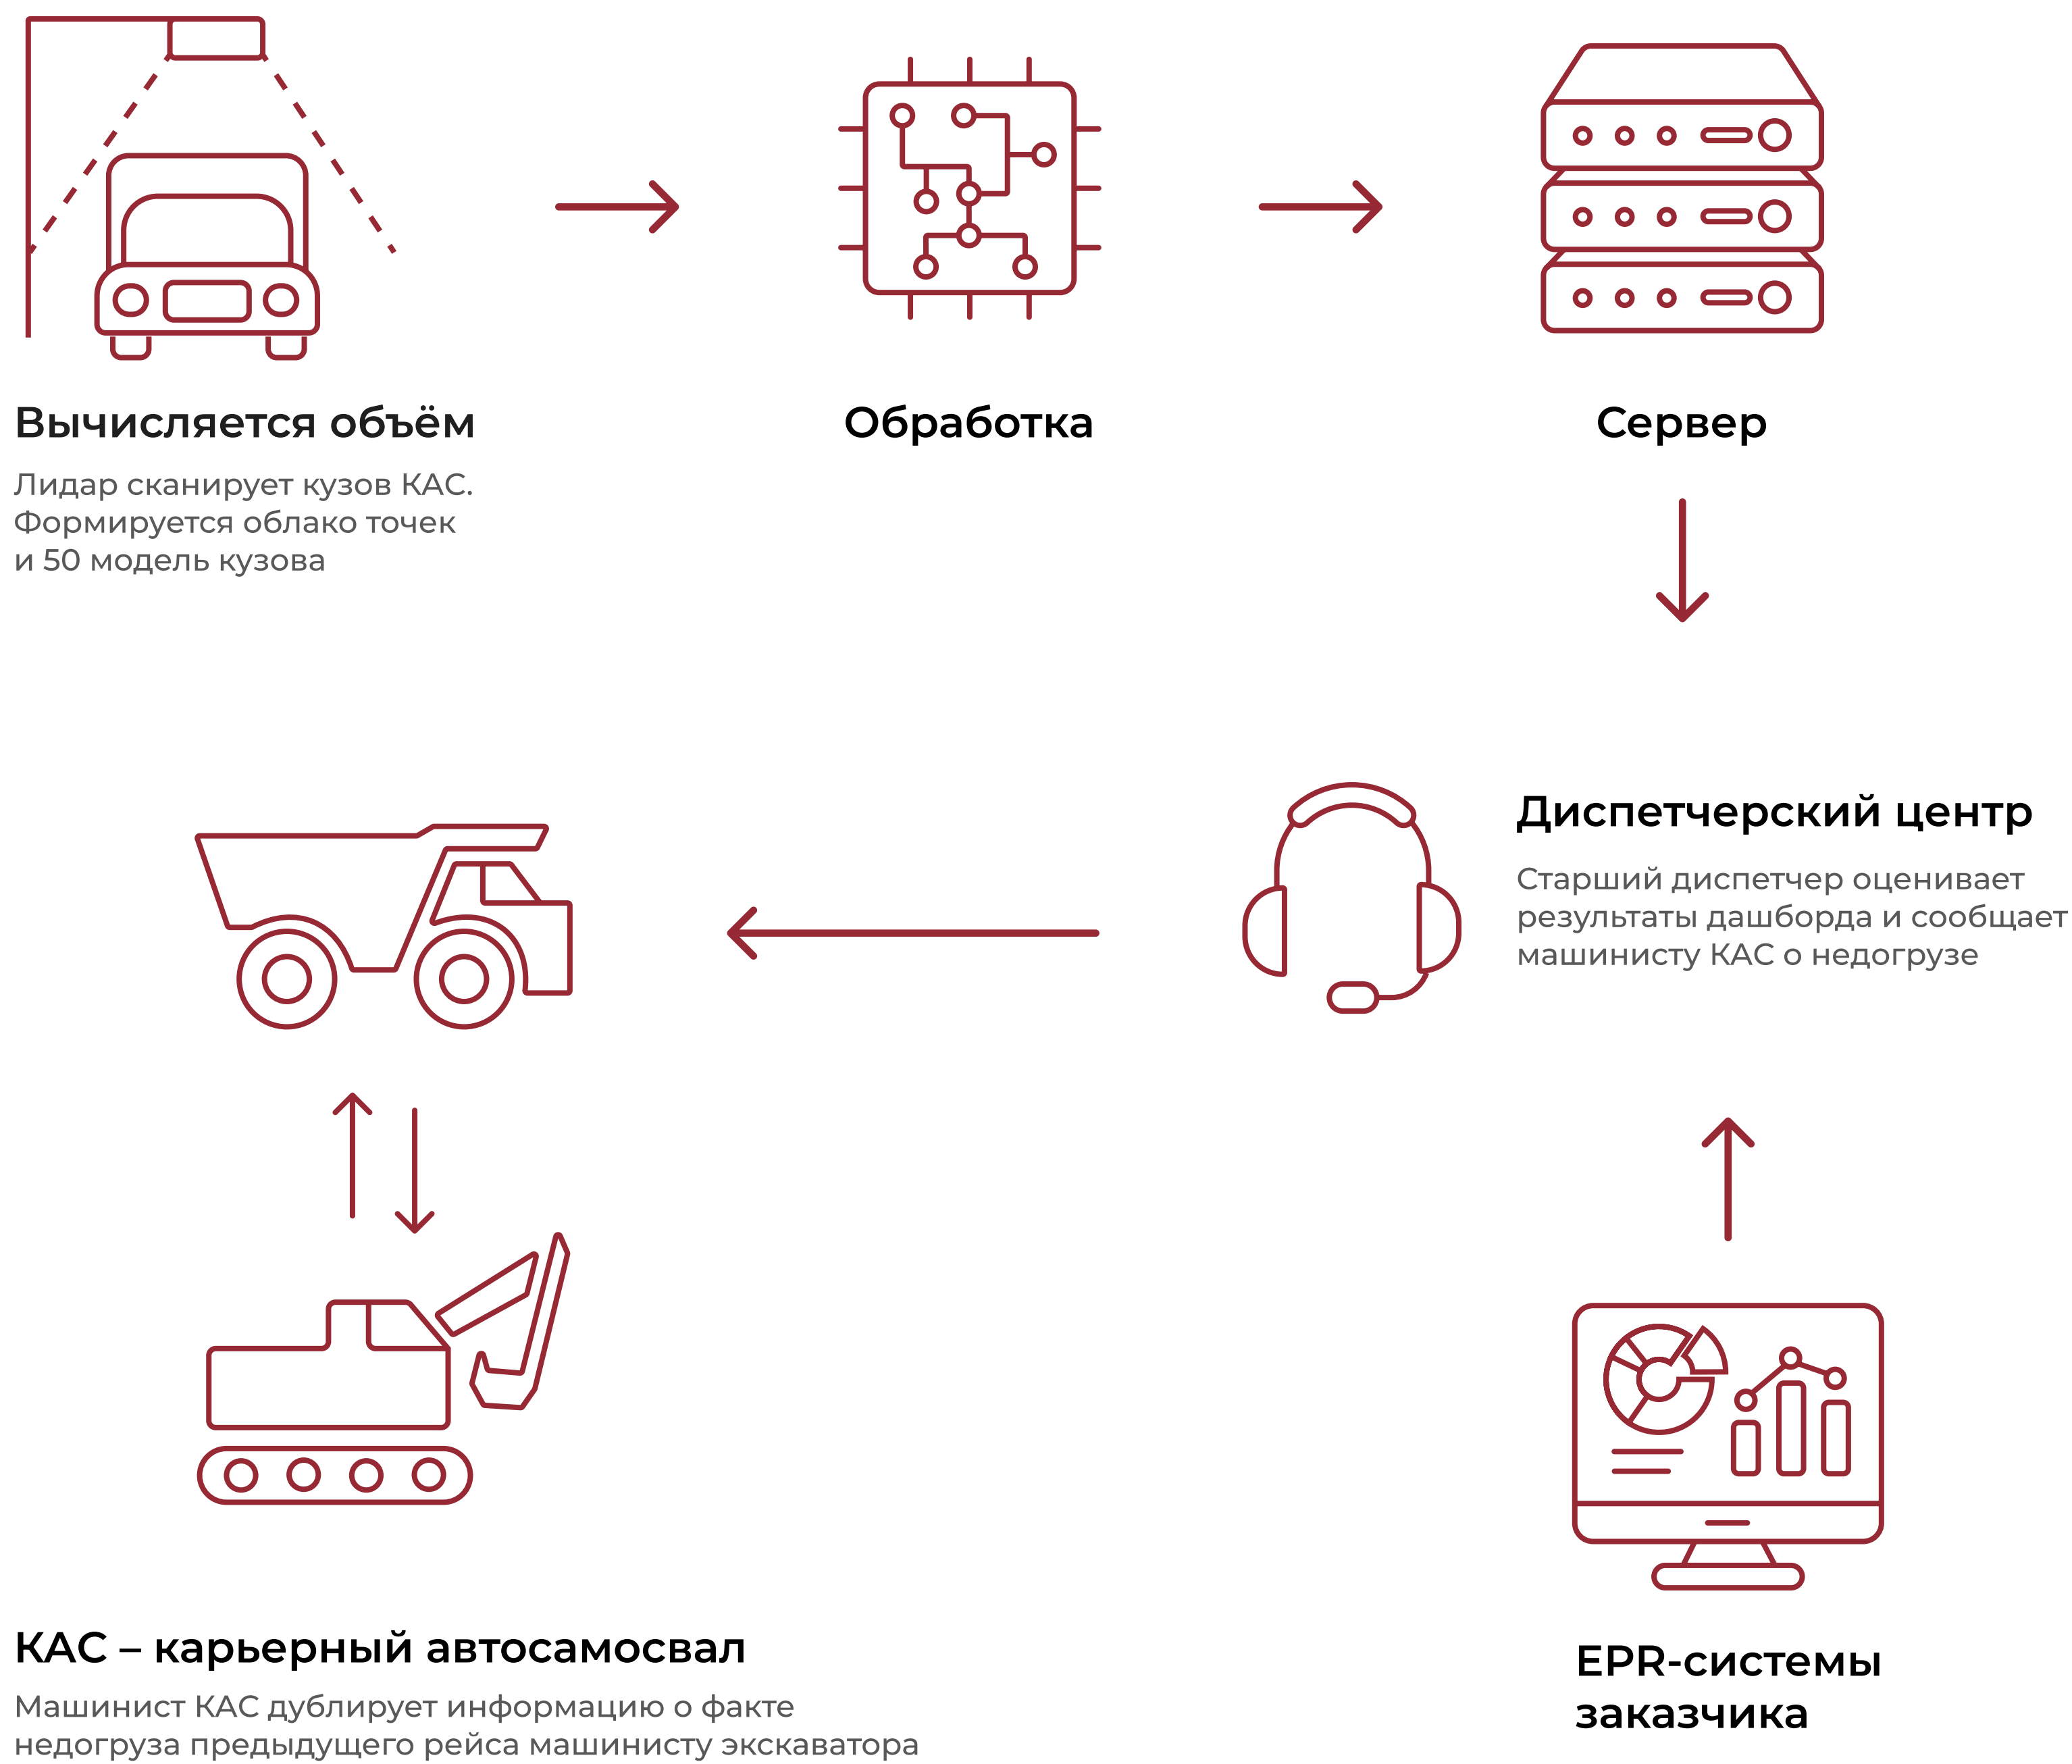 Вычисляется объём
Лидар сканирует кузов КАС.
Формируется облако точек
и 50 модель кузова
Обработка
Сервер
Диспетчерский центр
Старший диспетчер оценивает
результаты дашборда и сообщает
машинисту КАС о недогрузе
КАС – карьерный автосамосвал
Машинист КАС дублирует информацию о факте
недогруза предыдущего рейса машинисту экскаватора
EPR-системы
заказчика